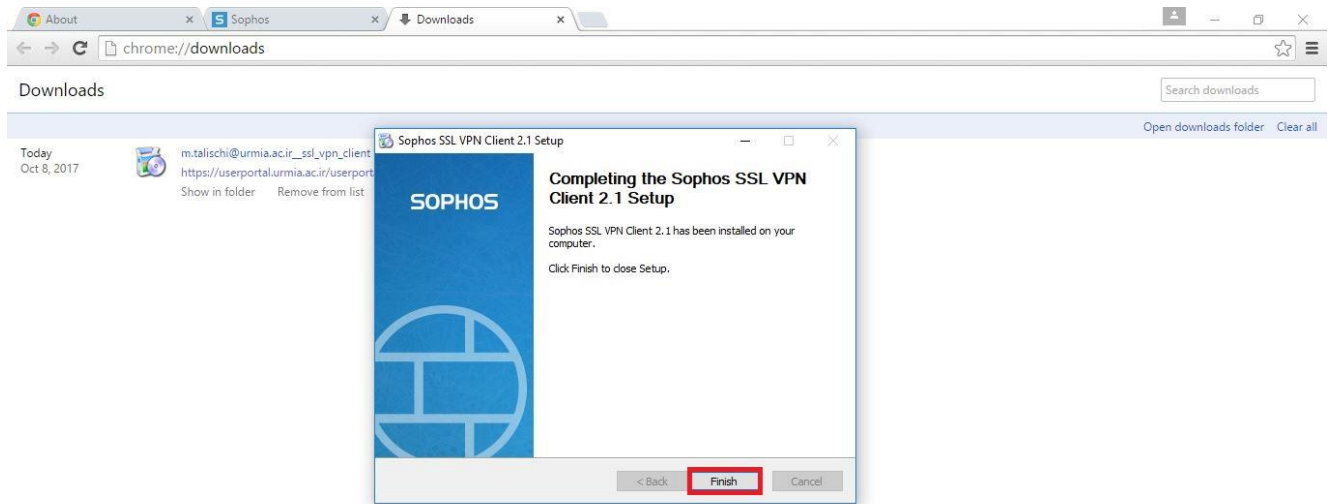 About
Sophos
Downloads
chrome://downloads
Downloads
Search downloads
Open downloads folder Clear all
Today
Oct 8, 2017
m.talischi@urmia.ac.ir__ssl_vpn_client
https://userportal.urmia.ac.ir/userport
Show in folder Remove from list
Sophos SSL VPN Client 2.1 Setup
SOPHOS
Completing the Sophos SSL VPN
Client 2.1 Setup
Sophos SSL VPN Client 2.1 has been installed on your
computer.
Click Finish to close Setup.
< Back Finish Cancel